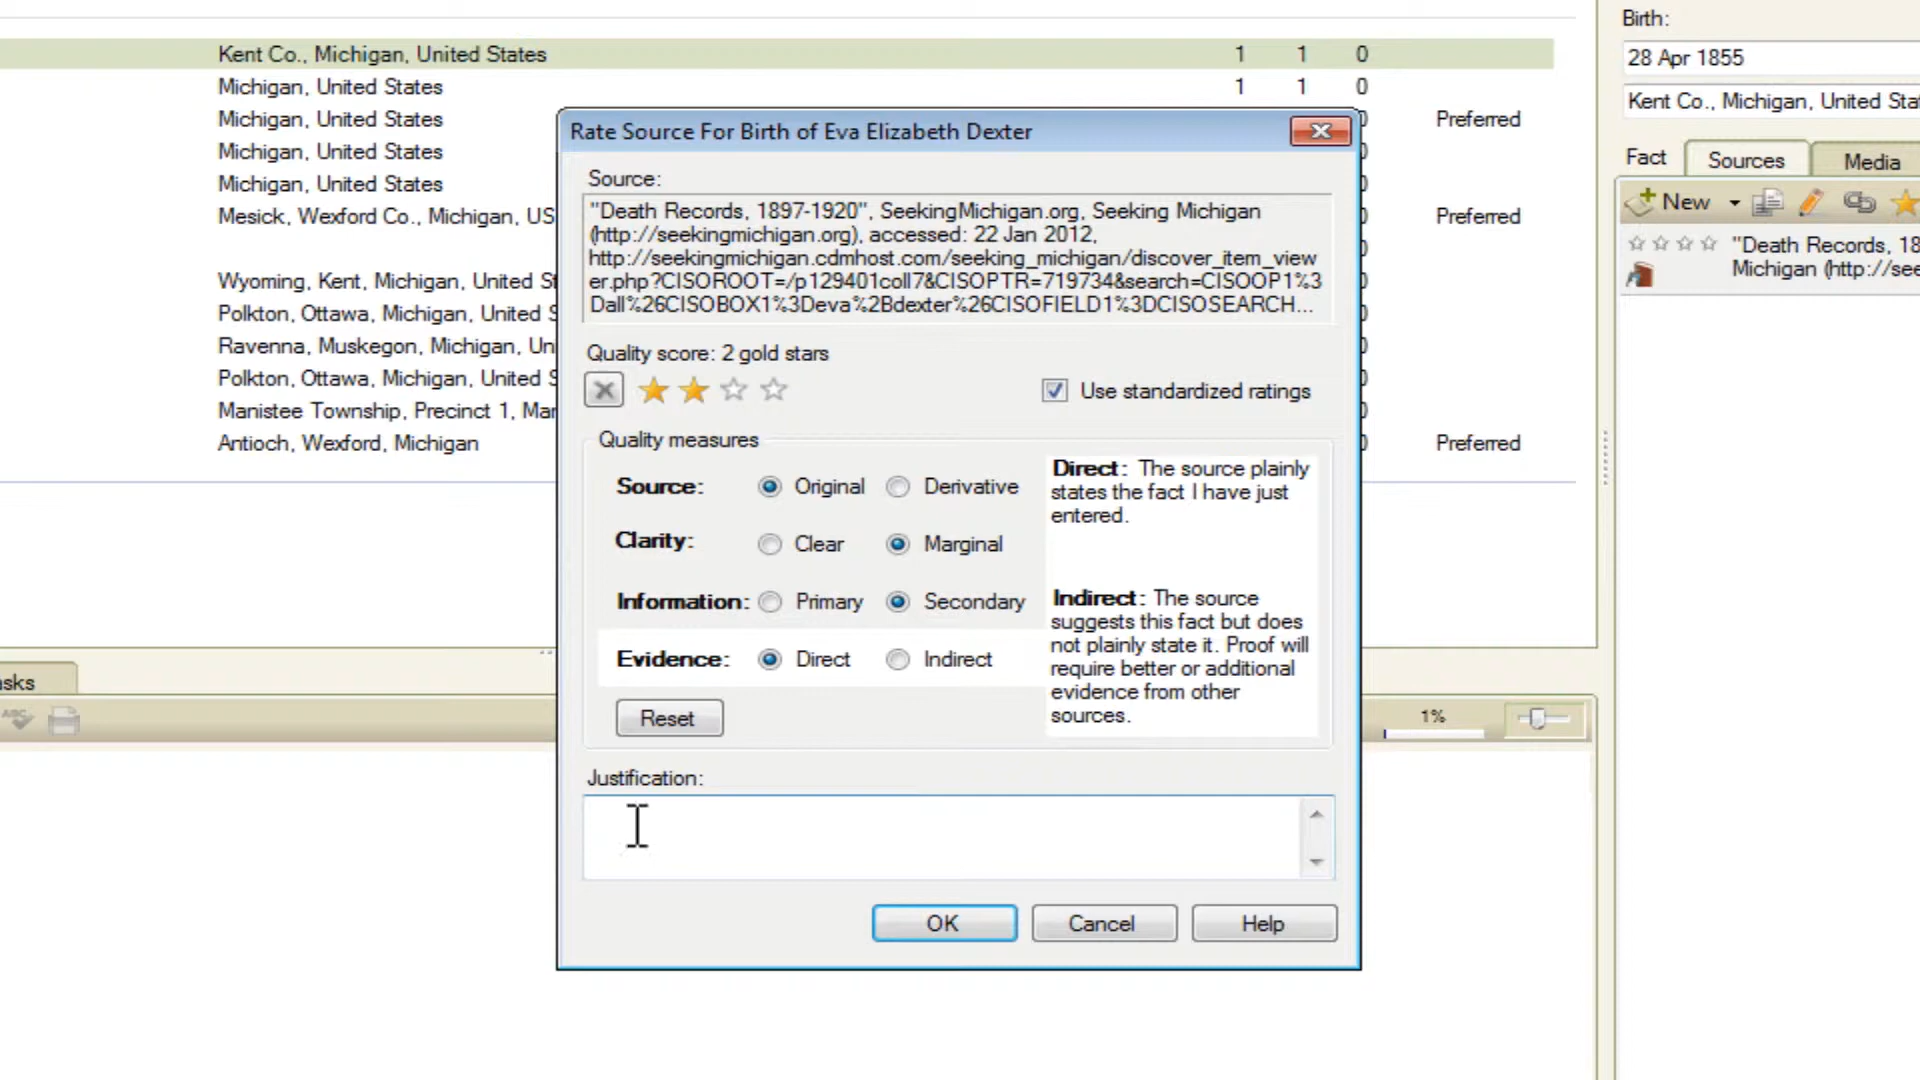 Kent Co., Michigan, United States 1 1 0
Michigan, United States 1 1 0
Michigan, United States Preferred
Michigan, United States
Michigan, United States
Mesick, Wexford Co., Michigan, US Preferred
Wyoming, Kent, Michigan, United S
Polkton, Ottawa, Michigan, United S
Ravenna, Muskegon, Michigan, Un
Polkton, Ottawa, Michigan, United S
Manistee Township, Precinct 1, Mar
Antioch, Wexford, Michigan Preferred
asks
ABC
1%
Rate Source For Birth of Eva Elizabeth Dexter
Source:
"Death Records, 1897-1920", SeekingMichigan.org, Seeking Michigan
(http://seekingmichigan.org), accessed: 22 Jan 2012,
http://seekingmichigan.cdmhost.com/seeking_michigan/discover_item_view
er.php?CISOROOT=/p129401coll7&CISOPTR=719734&search=CISOOP1%3
Dall%26CISOBOX1%3Deva%2Bdexter%26CISOFIELD1%3DCISOSEARCH...
Quality score: 2 gold stars
Use standardized ratings
Quality measures
Source: Original Derivative
Clarity: Clear Marginal
Information: Primary Secondary
Evidence: Direct Indirect
Direct: The source plainly
states the fact I have just
entered.
Indirect: The source
suggests this fact but does
not plainly state it. Proof will
require better or additional
evidence from other
sources.
Reset
Justification:
OK Cancel Help
Birth:
28 Apr 1855
Kent Co., Michigan, United Stat
Fact Sources Media
New
"Death Records, 18
Michigan (http://see